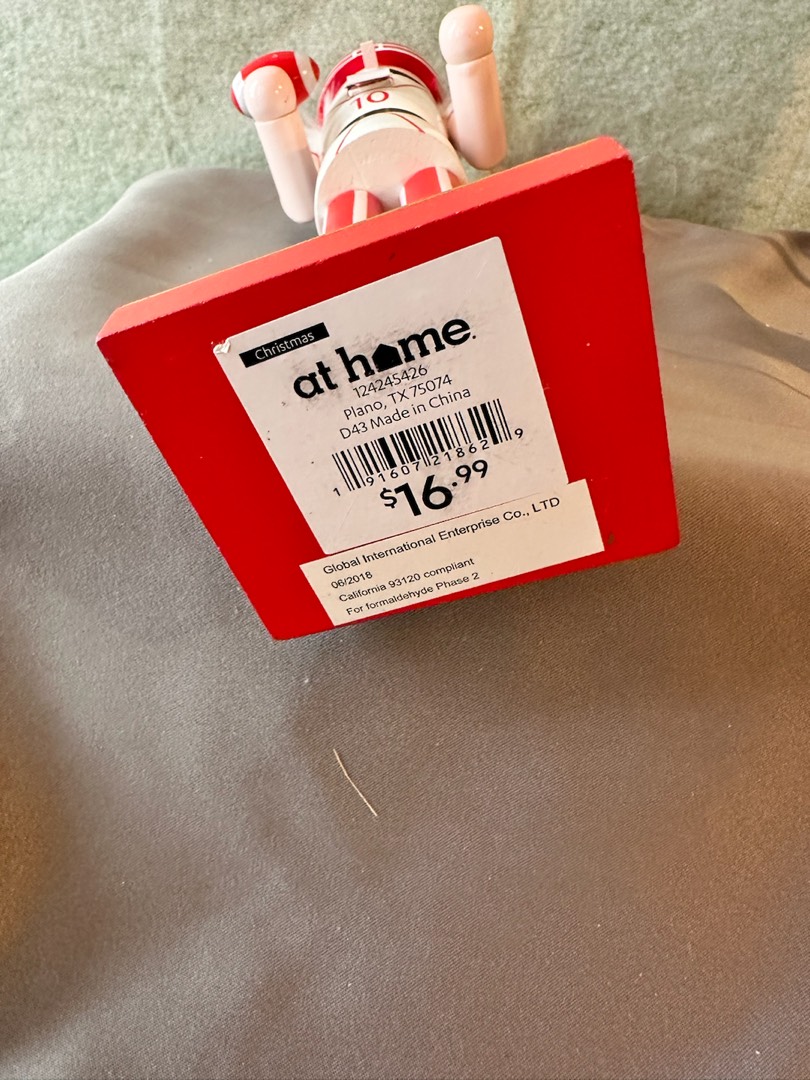 10
Christmas
at home.
124245426
Plano, TX 75074
D43 Made in China
1 91607 21862 9
$16.99
Global International Enterprise Co., LTD
06/2018
California 93120 compliant
For formaldehyde Phase 2